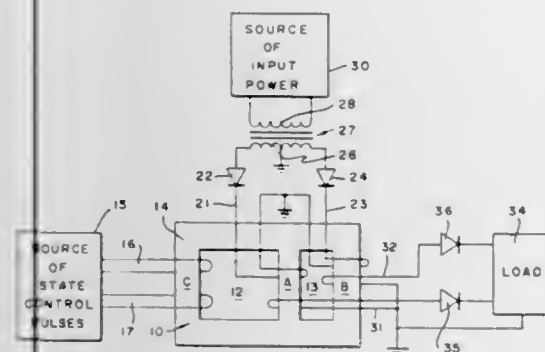 SOURCE
OF
INPUT
POWER
30
28
27
26
22
24
21
23
15
14
34
36
16
32
SOURCE
OF
STATE
CONTROL
PULSES
C
12
A
13
B
LOAD
10
17
31
35